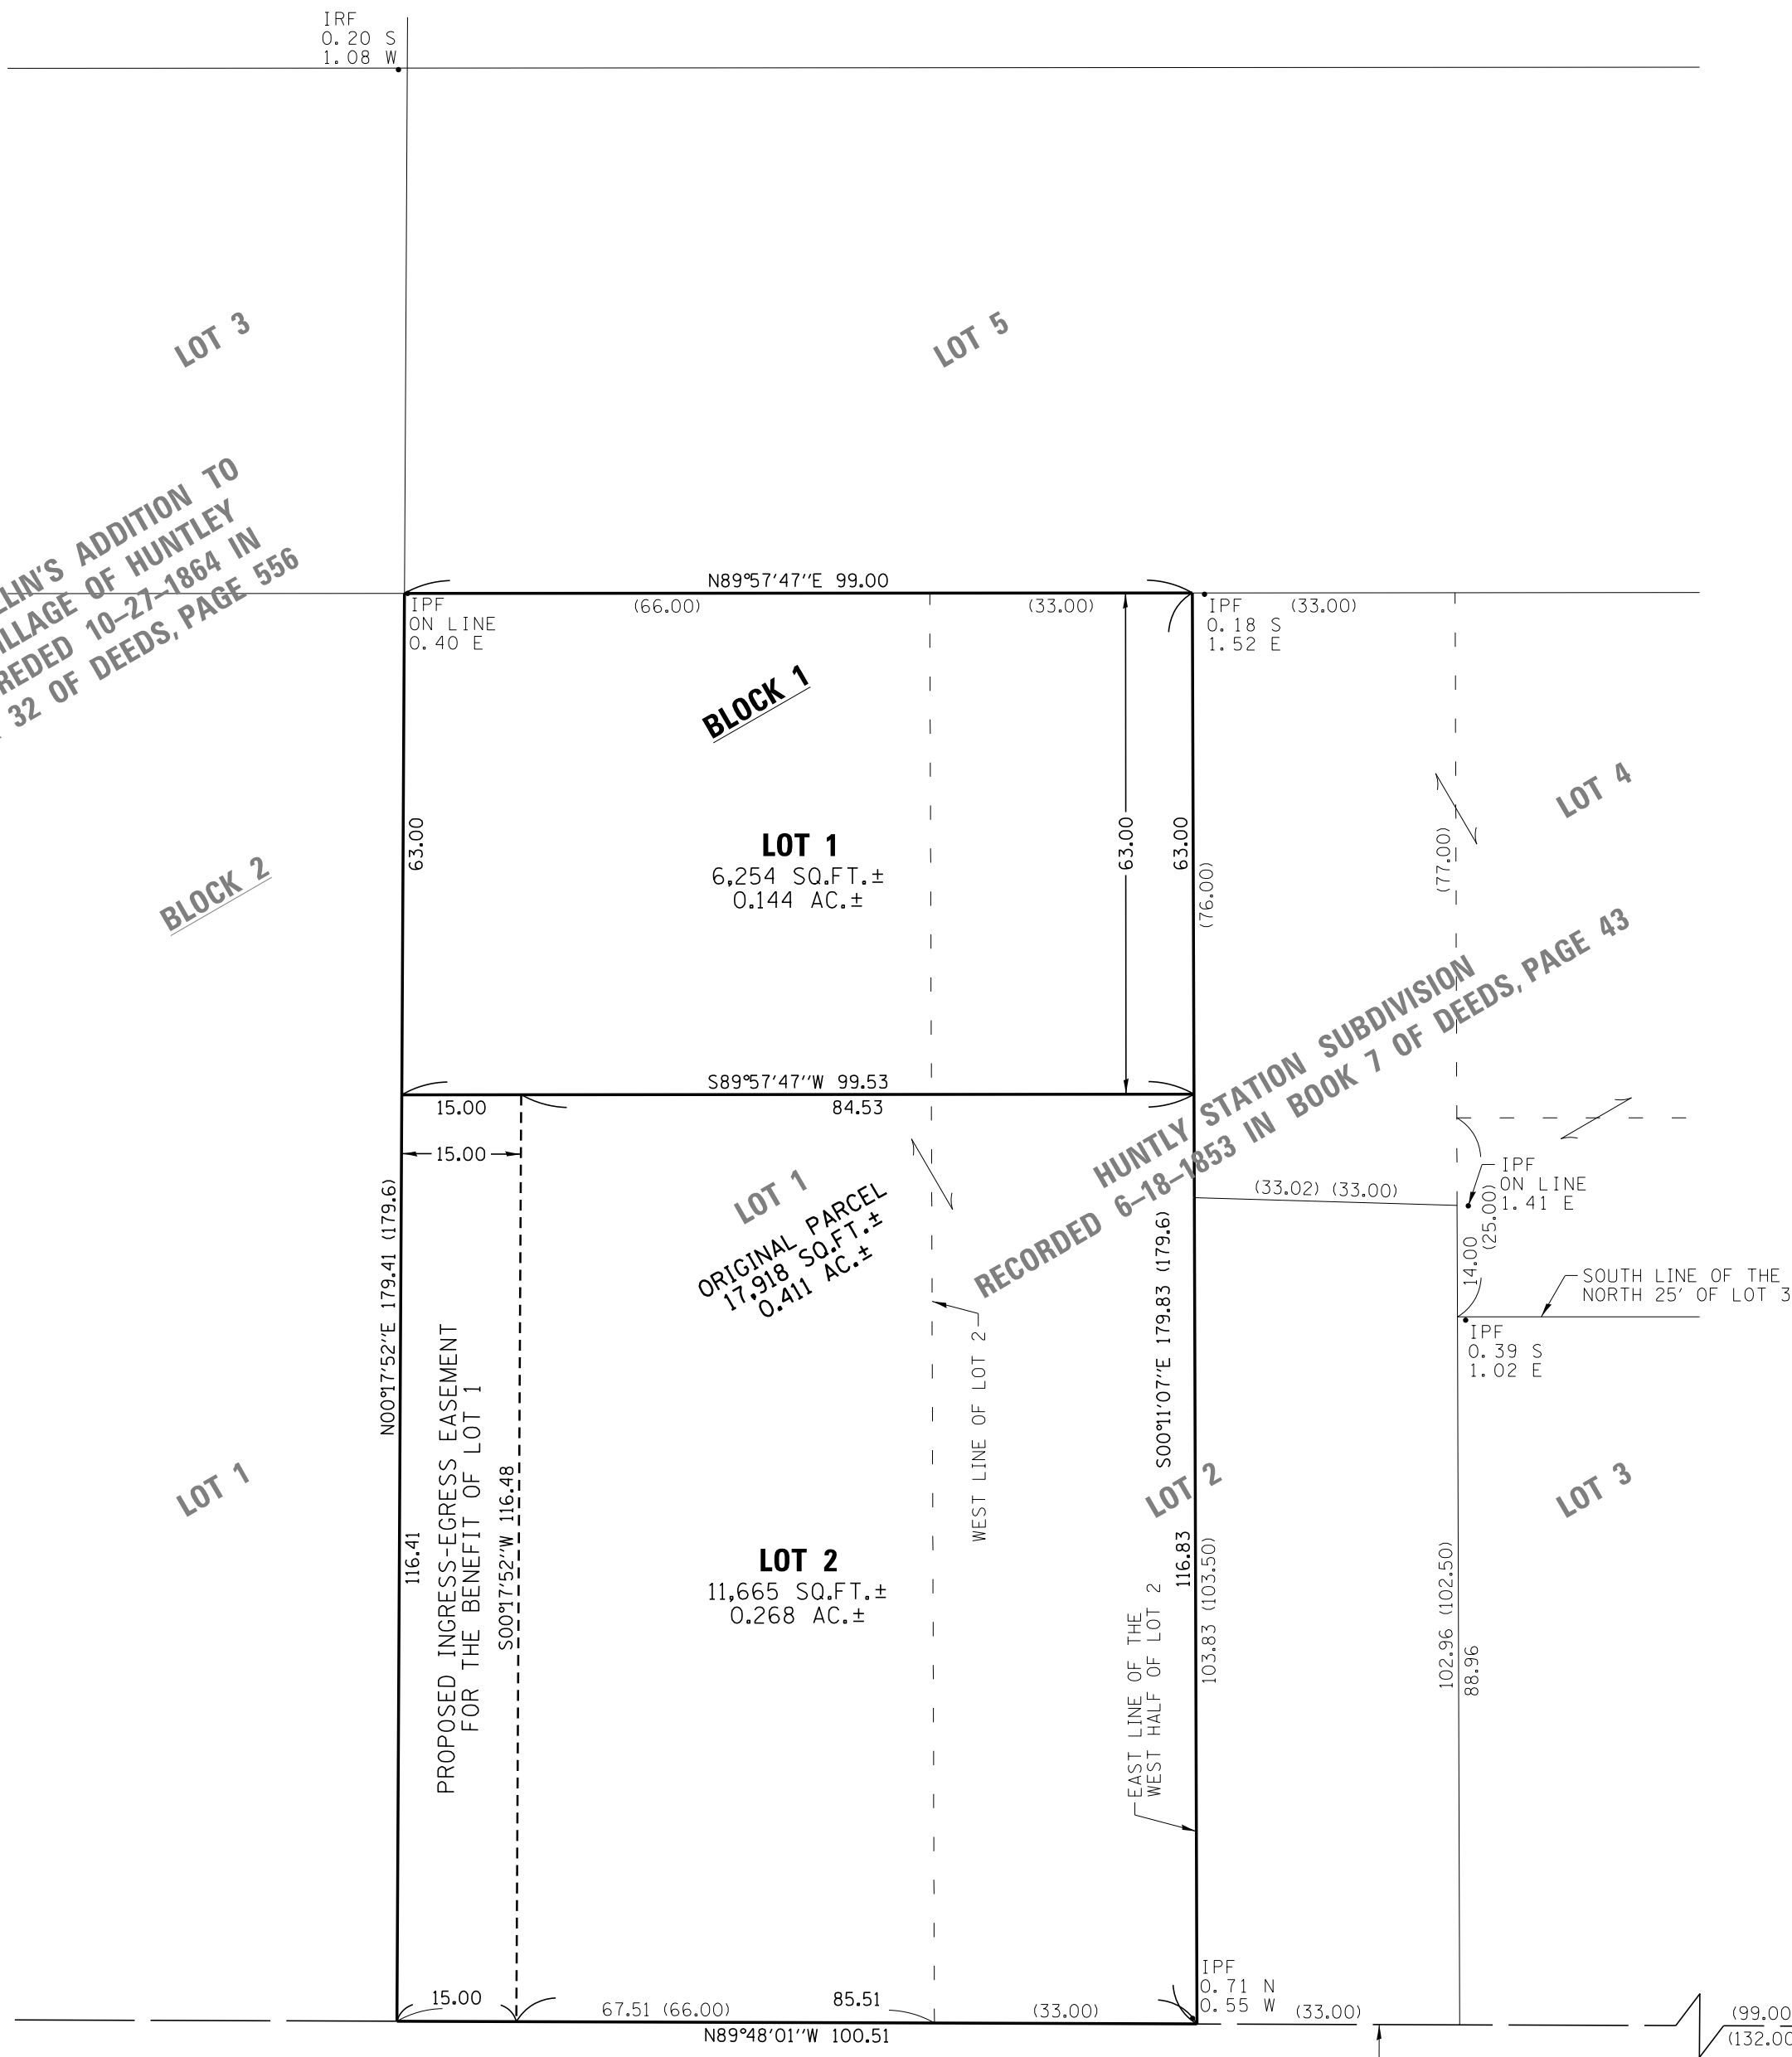 IRF
0.20 S
1.08 W
LOT 3
LOT 5
ADDITION TO
OF HUNTLEY
10-27-1864 IN
32 OF DEEDS, PAGE 556
N89°57'47"E 99.00
(66.00)
(33.00)
(33.00)
IPF
ON LINE
0.40 E
IPF
0.18 S
1.52 E
BLOCK 1
LOT 4
63.00
LOT 1
6,254 SQ.FT.±
0.144 AC.±
63.00
63.00
(76.00)
(77.00)
BLOCK 2
HUNTLY STATION SUBDIVISION
RECORDED 6-18-1853 IN BOOK 7 OF DEEDS, PAGE 43
S89°57'47"W 99.53
15.00
84.53
15.00
LOT 1
ORIGINAL PARCEL
17,918 SQ.FT.±
0.411 AC.±
(33.02) (33.00)
IPF
ON LINE
1.41 E
14.00
(25.00)
SOUTH LINE OF THE
NORTH 25' OF LOT 3
IPF
0.39 S
1.02 E
N00°17'52"E 179.41 (179.6)
S00°11'07"E 179.83 (179.6)
WEST LINE OF LOT 2
PROPOSED INGRESS-EGRESS EASEMENT
FOR THE BENEFIT OF LOT 1
S00°17'52"W 116.48
116.41
LOT 1
LOT 2
LOT 3
LOT 2
11,665 SQ.FT.±
0.268 AC.±
116.83
103.83 (103.50)
EAST LINE OF THE
WEST HALF OF LOT 2
102.96 (102.50)
88.96
IPF
0.71 N
0.55 W
15.00
67.51 (66.00)
85.51
(33.00)
(33.00)
N89°48'01"W 100.51
(99.00
(132.00